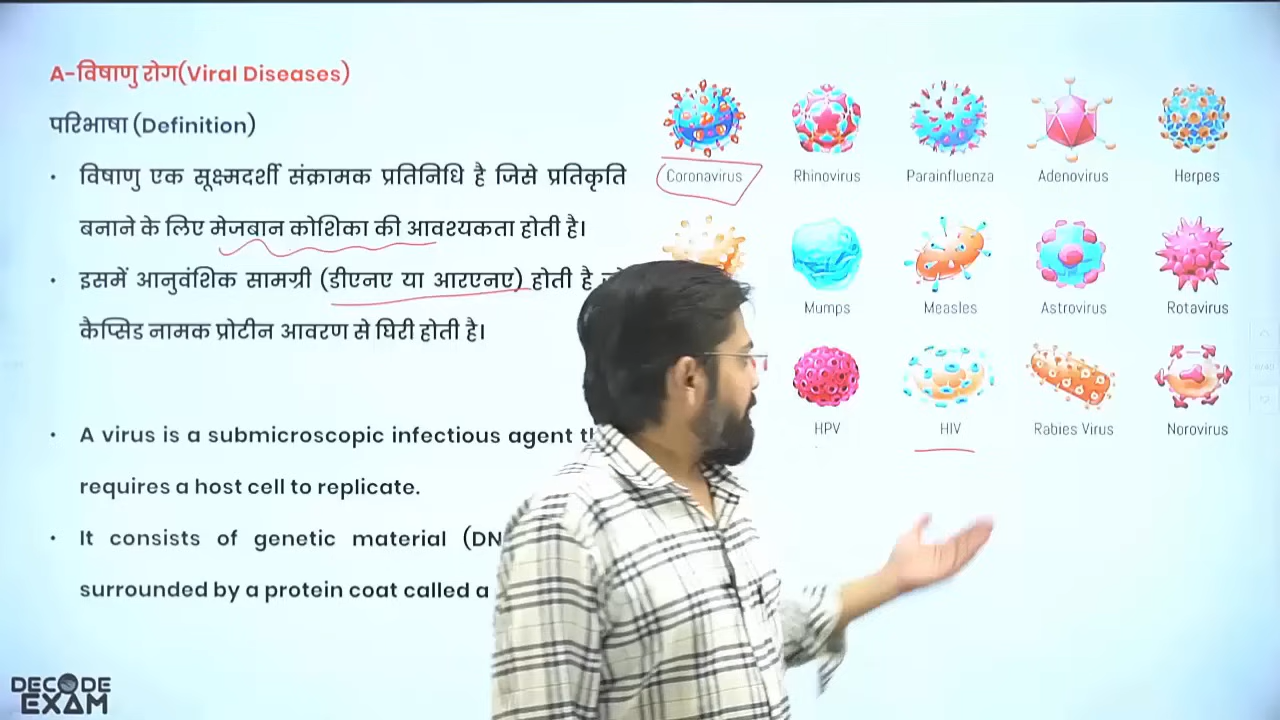 A-विषाणु रोग(Viral Diseases)
परिभाषा (Definition)
• विषाणु एक सूक्ष्मदर्शी संक्रामक प्रतिनिधि है जिसे प्रतिकृति
बनाने के लिए मेजबान कोशिका की आवश्यकता होती है।
• इसमें आनुवंशिक सामग्री (डीएनए या आरएनए) होती है
कैप्सिड नामक प्रोटीन आवरण से घिरी होती है।
• A virus is a submicroscopic infectious agent
requires a host cell to replicate.
• It consists of genetic material
surrounded by a protein coat called a
Coronavirus Rhinovirus Parainfluenza Adenovirus Herpes
Mumps Measles Astrovirus Rotavirus
HPV HIV Rabies Virus Norovirus
DECODE
EXAM